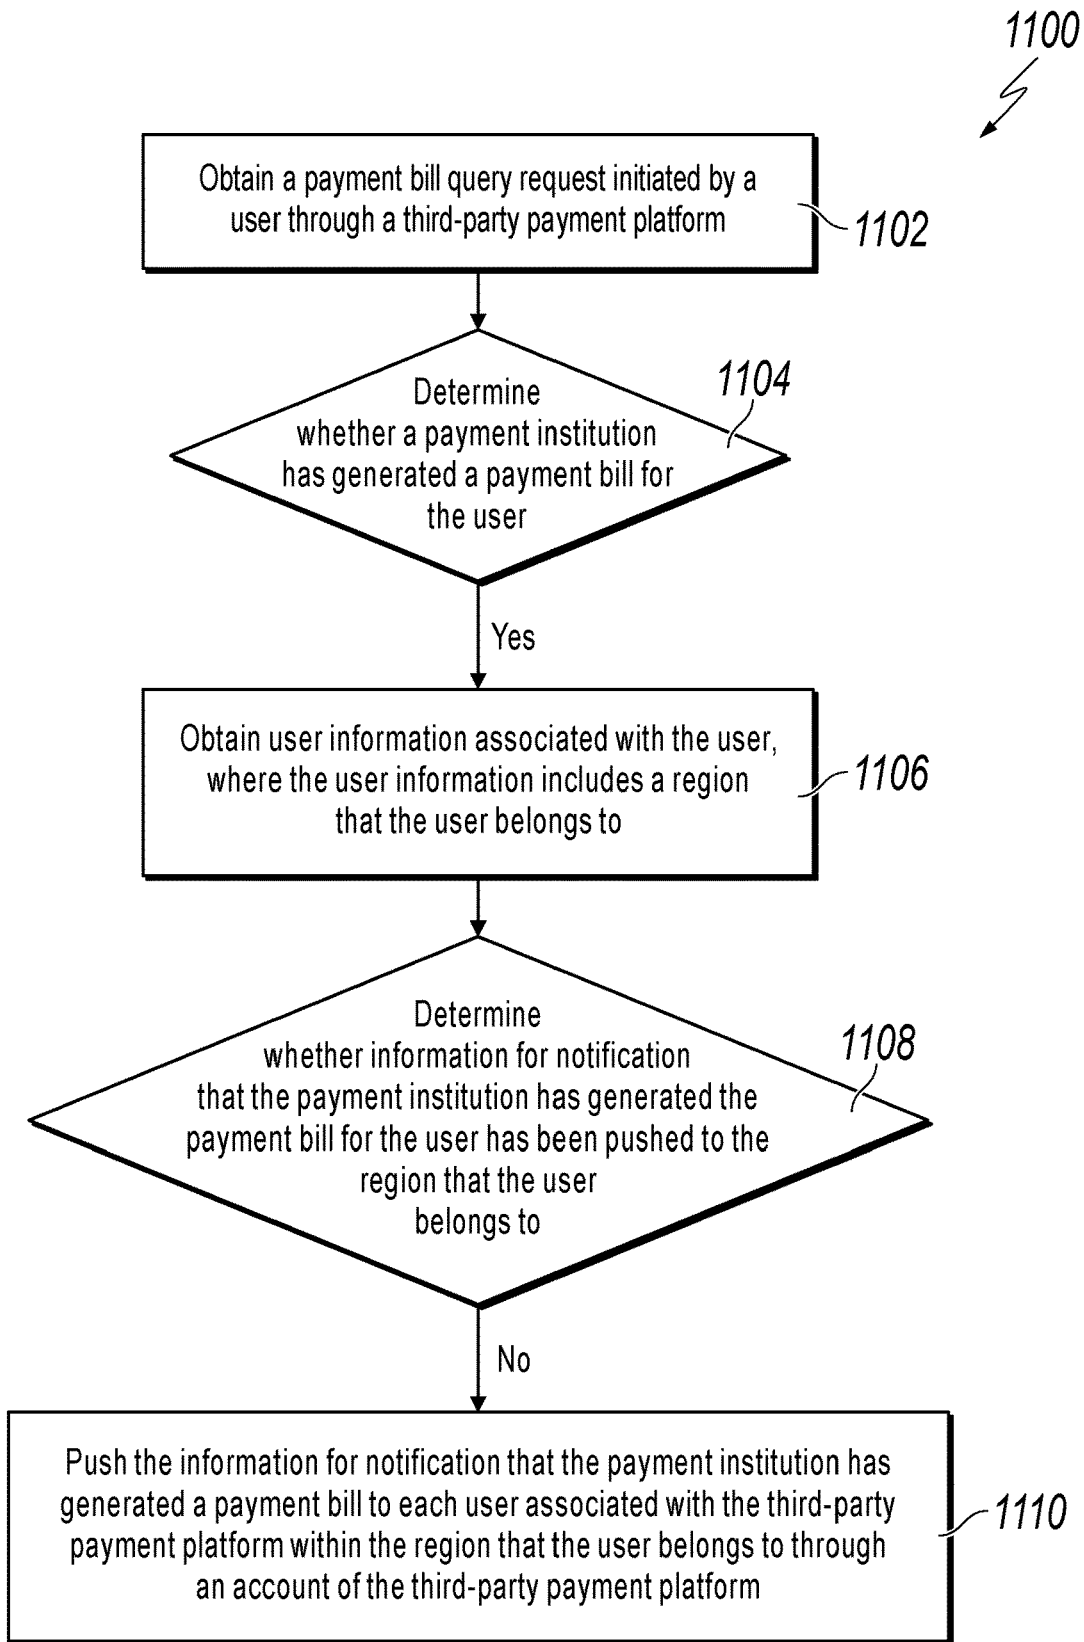 1100
Obtain a payment bill query request initiated by a
user through a third-party payment platform
1102
Determine
whether a payment institution
has generated a payment bill for
the user
1104
Yes
Obtain user information associated with the user,
where the user information includes a region
that the user belongs to
1106
Determine
whether information for notification
that the payment institution has generated the
payment bill for the user has been pushed to the
region that the user
belongs to
1108
No
Push the information for notification that the payment institution has
generated a payment bill to each user associated with the third-party
payment platform within the region that the user belongs to through
an account of the third-party payment platform
1110